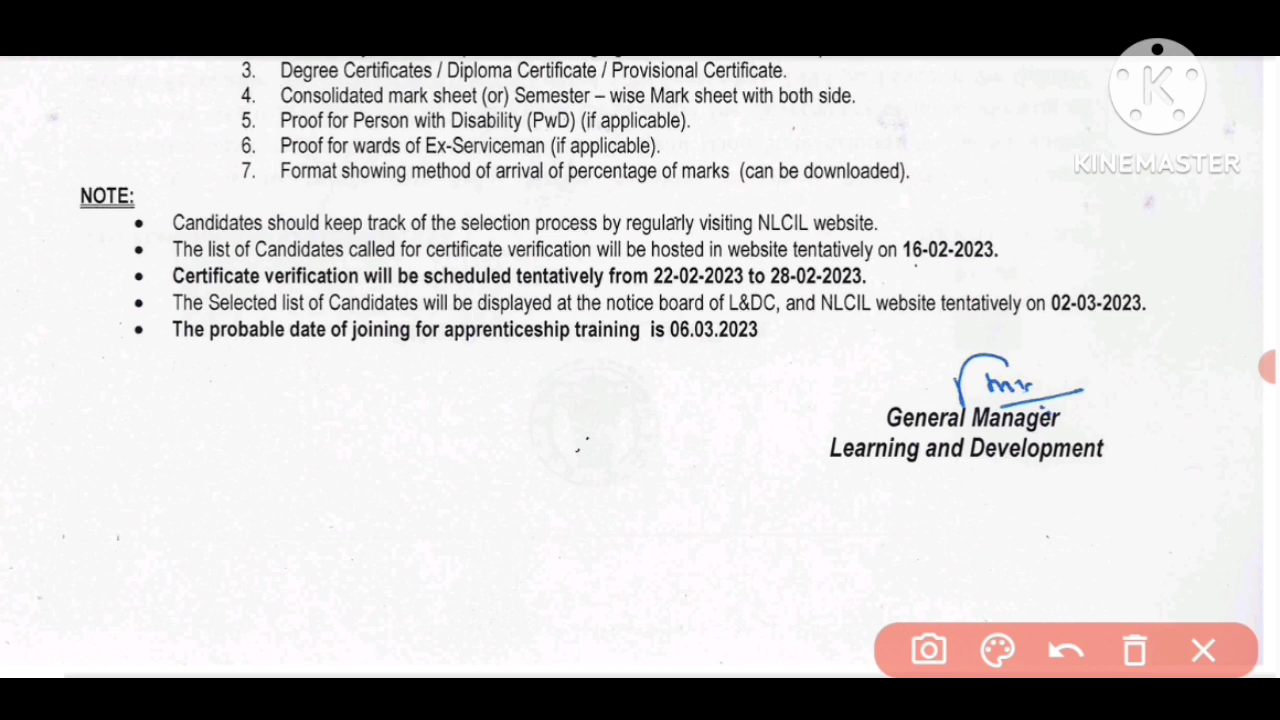 3. Degree Certificates / Diploma Certificate / Provisional Certificate.
4. Consolidated mark sheet (or) Semester – wise Mark sheet with both side.
5. Proof for Person with Disability (PwD) (if applicable).
6. Proof for wards of Ex-Serviceman (if applicable).
7. Format showing method of arrival of percentage of marks (can be downloaded).
NOTE:
• Candidates should keep track of the selection process by regularly visiting NLCIL website.
• The list of Candidates called for certificate verification will be hosted in website tentatively on 16-02-2023.
• Certificate verification will be scheduled tentatively from 22-02-2023 to 28-02-2023.
• The Selected list of Candidates will be displayed at the notice board of L&DC, and NLCIL website tentatively on 02-03-2023.
• The probable date of joining for apprenticeship training is 06.03.2023
General Manager
Learning and Development
K
KINEMASTER